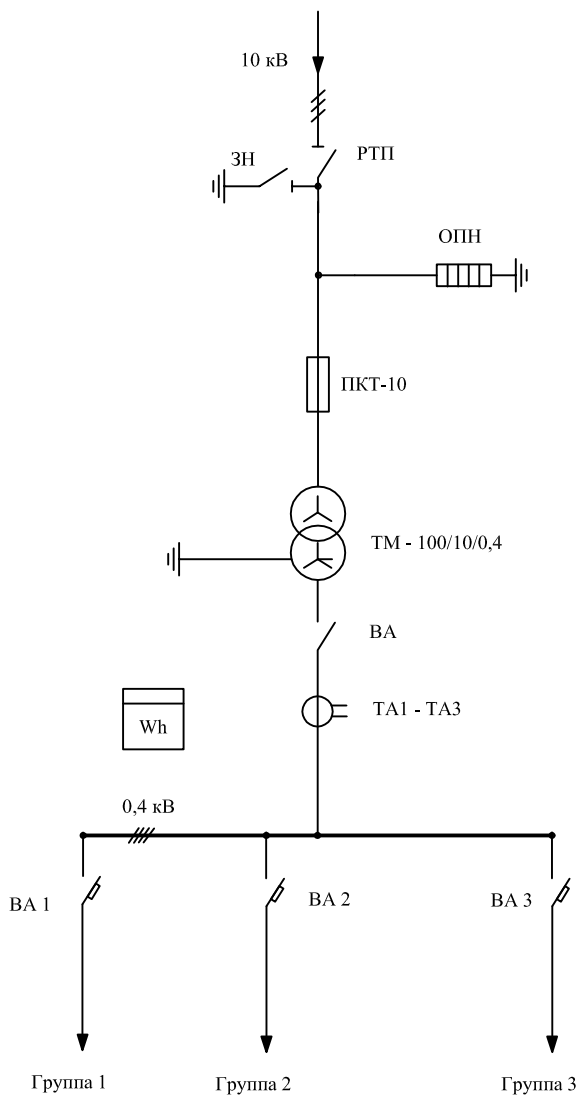 10 кВ
РТП
ЗН
ОПН
ПКТ-10
ТМ - 100/10/0,4
ВА
ТА1 - ТА3
Wh
0,4 кВ
ВА 1
ВА 2
ВА 3
Группа 1
Группа 2
Группа 3